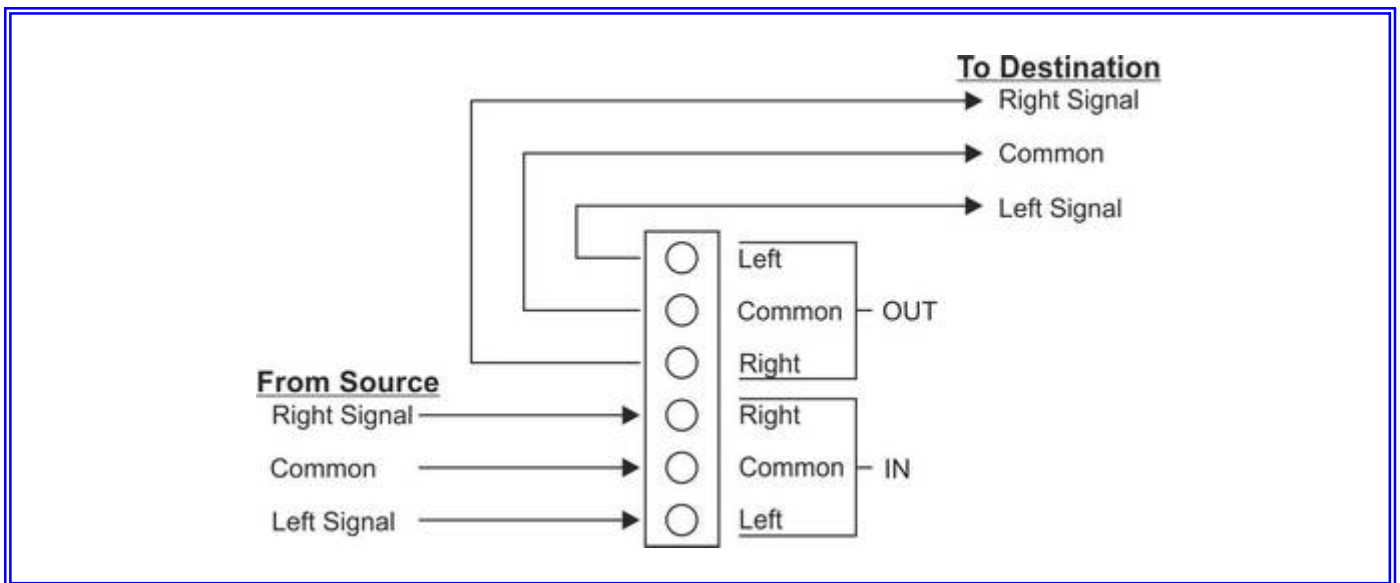 To Destination
Right Signal
Common
Left Signal
Left
Common
OUT
Right
From Source
Right Signal
Right
Common
Common
IN
Left Signal
Left